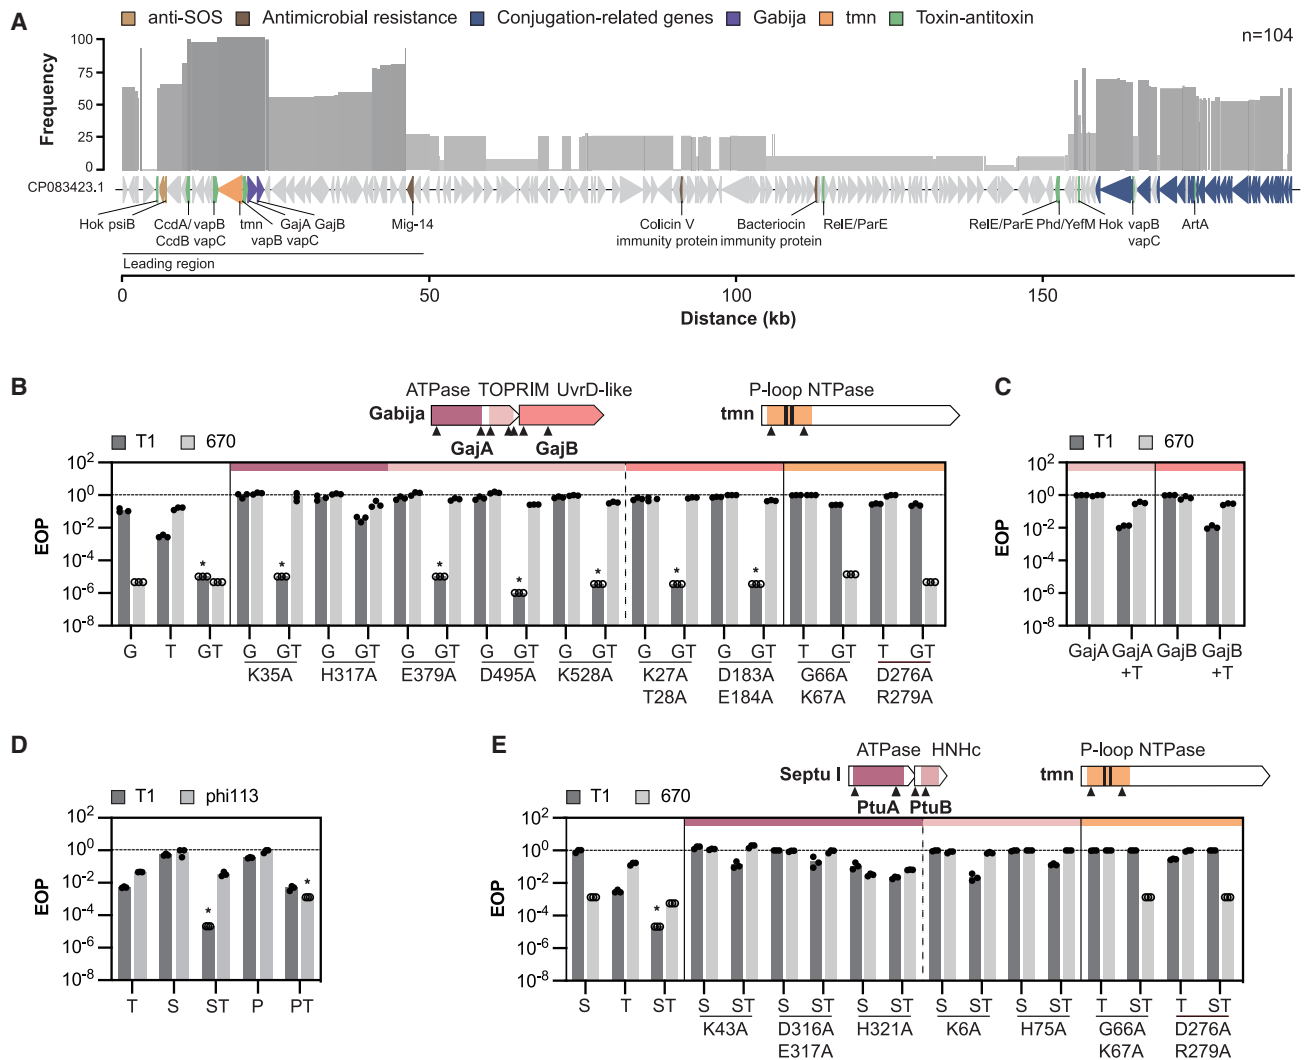 A
anti-SOS Antimicrobial resistance Conjugation-related genes Gabija tmn Toxin-antitoxin
n=104
Frequency
100
75
50
25
0
CP083423.1
Hok psiB CcdA/ vapB tmn GajA GajB Mig-14 Colicin V Bacteriocin RelE/ParE RelE/ParE Phd/YefM Hok vapB ArtA
CcdB vapC vapB vapC immunity protein immunity protein vapC
Leading region
0 50 100 150
Distance (kb)
B
ATPase TOPRIM UvrD-like P-loop NTPase
Gabija tmn
GajA GajB
T1 670
EOP
10^2
10^0
10^-2
10^-4
10^-6
10^-8
* * * * * * *
G T GT G GT G GT G GT G GT G GT G GT G GT T GT T GT
K35A H317A E379A D495A K528A K27A D183A G66A D276A
T28A E184A K67A R279A
C
T1 670
EOP
10^2
10^0
10^-2
10^-4
10^-6
10^-8
GajA GajA GajB GajB
+T +T
D
T1 phi113
EOP
10^2
10^0
10^-2
10^-4
10^-6
10^-8
* *
T S ST P PT
E
ATPase HNHc P-loop NTPase
Septu I tmn
PtuA PtuB
T1 670
EOP
10^2
10^0
10^-2
10^-4
10^-6
10^-8
*
S T ST S ST S ST S ST S ST S ST T ST T ST
K43A D316A H321A K6A H75A G66A D276A
E317A K67A R279A